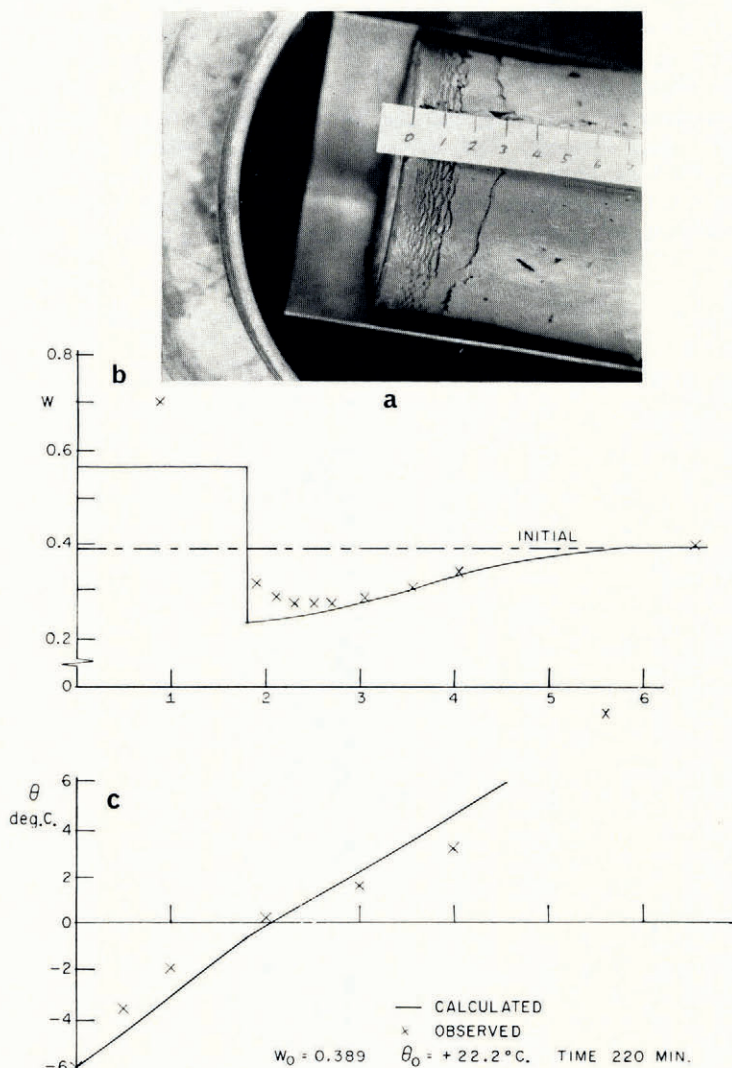 0 1 2 3 4 5 6 7
a
b
0.8
W
0.6
0.4
INITIAL
0.2
0
1 2 3 4 5 6
x
c
6
θ
deg.C.
4
2
0
-2
-4
-6
— CALCULATED
× OBSERVED
W₀ = 0.389 θ₀ = +22.2°C. TIME 220 MIN.